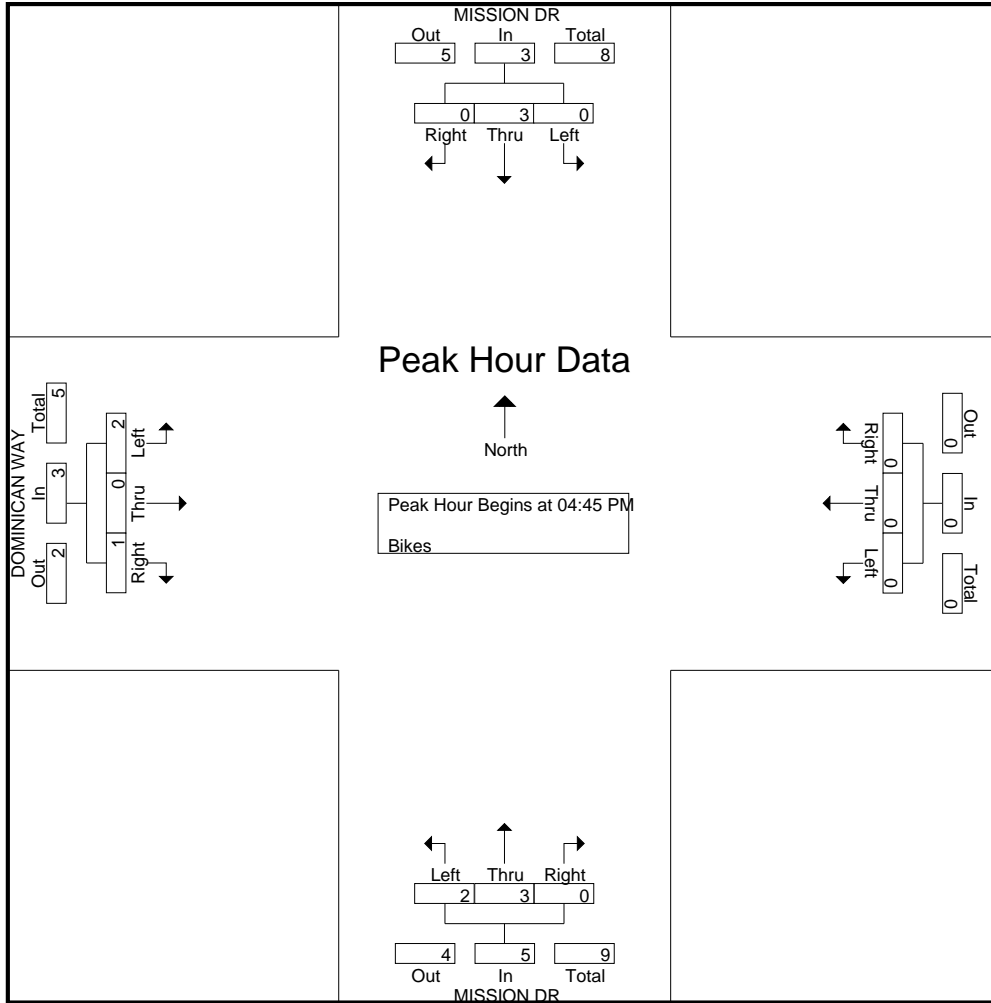 MISSION DR
Out In Total
5 3 8
0 3 0
Right Thru Left
Peak Hour Data
North
Peak Hour Begins at 04:45 PM
Bikes
DOMINICAN WAY
Out In Total
2 3 5
1 0 2
Right Thru Left
Out In Total
0 0 0
0 0 0
Right Thru Left
Left Thru Right
2 3 0
4 5 9
Out In Total
MISSION DR